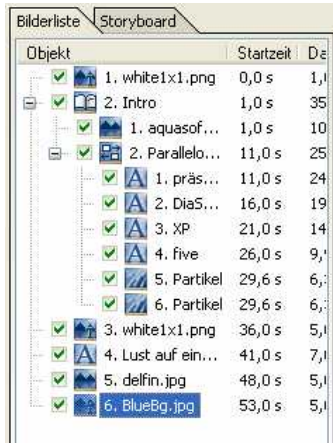 Bilderliste Storyboard
Objekt Startzeit Da
1. white1x1.png 0,0 s 1,
2. Intro 1,0 s 35
1. aquasof... 1,0 s 10
2. Parallelo... 11,0 s 25
1. präs... 11,0 s 24
2. DiaS... 16,0 s 19
3. XP 21,0 s 14
4. five 26,0 s 9,
5. Partikel 29,6 s 6,
6. Partikel 29,6 s 6,
3. white1x1.png 36,0 s 5,
4. Lust auf ein... 41,0 s 7,
5. delfin.jpg 48,0 s 5,
6. BlueBg.jpg 53,0 s 5,